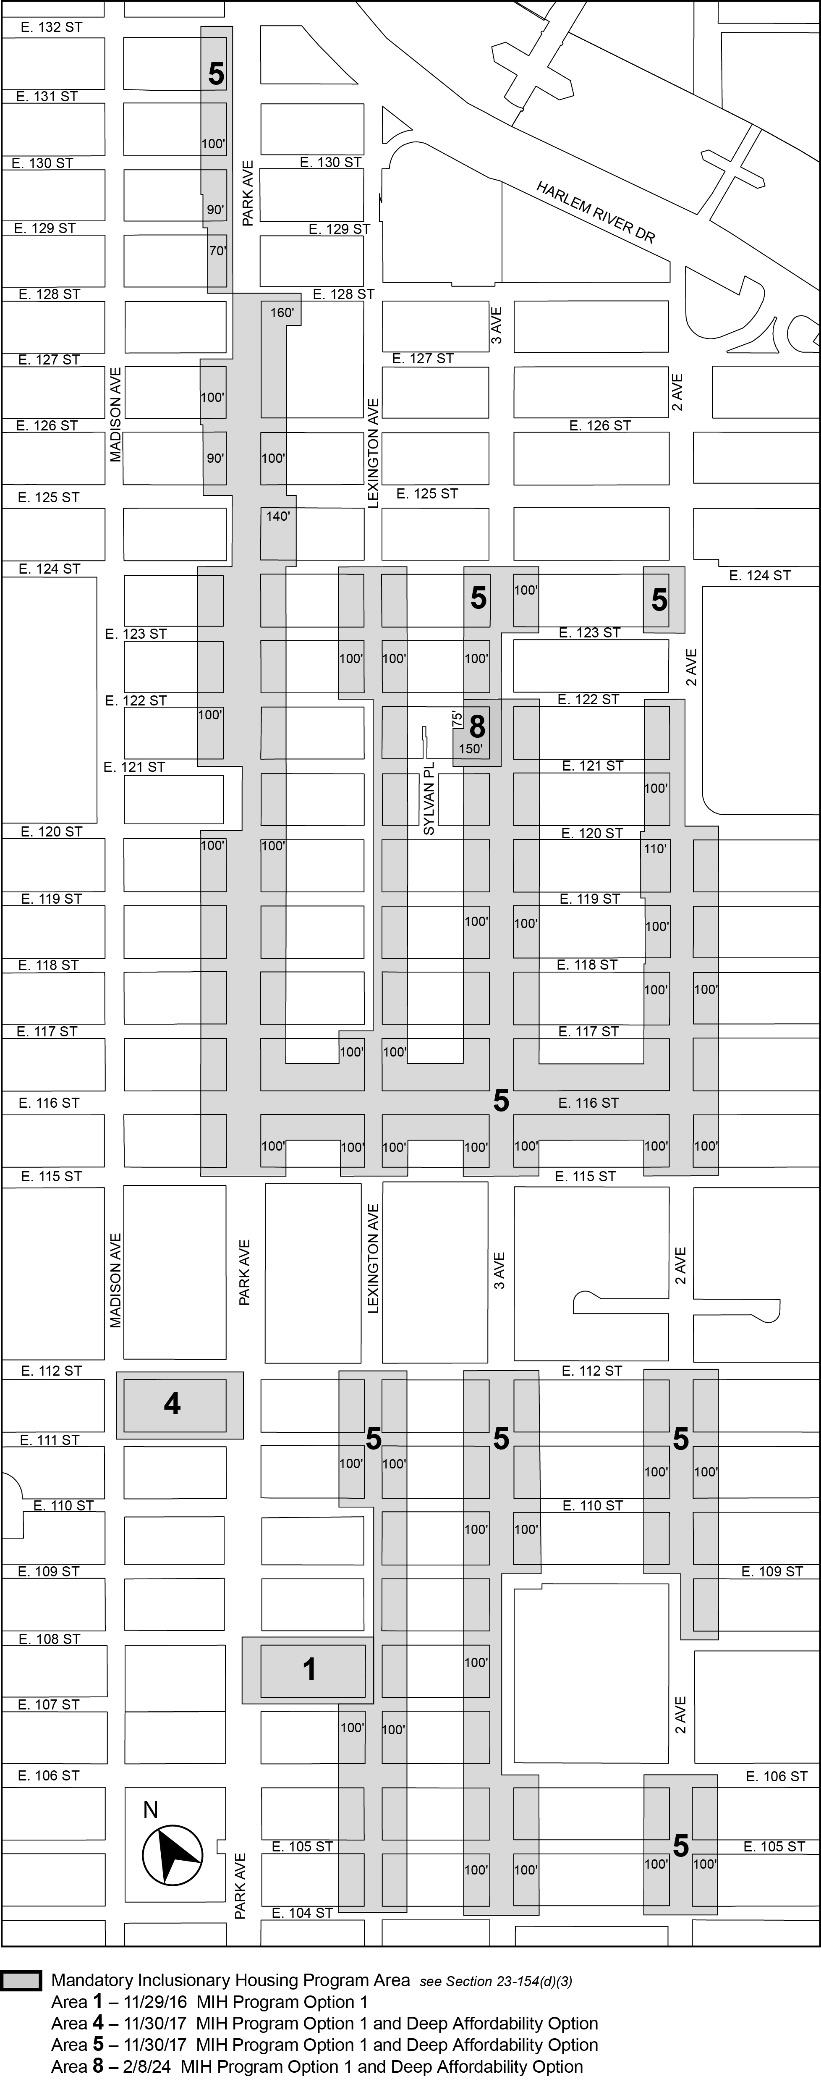 E. 132 ST
5
E. 131 ST
100'
E. 130 ST
E. 130 ST
PARK AVE
90'
HARLEM RIVER DR
E. 129 ST
E. 129 ST
70'
E. 128 ST
E. 128 ST
160'
3 AVE
E. 127 ST
E. 127 ST
MADISON AVE
100'
2 AVE
LEXINGTON AVE
E. 126 ST
E. 126 ST
90'
100'
E. 125 ST
E. 125 ST
140'
E. 124 ST
E. 124 ST
5
100'
5
E. 123 ST
E. 123 ST
100'
100'
100'
2 AVE
E. 122 ST
E. 122 ST
100'
75'
8
150'
E. 121 ST
E. 121 ST
SYLVAN PL
100'
E. 120 ST
E. 120 ST
100'
100'
110'
E. 119 ST
E. 119 ST
100'
100'
100'
E. 118 ST
E. 118 ST
100'
100'
E. 117 ST
E. 117 ST
100'
100'
5
E. 116 ST
E. 116 ST
100'
100'
100'
100'
100'
100'
100'
E. 115 ST
E. 115 ST
MADISON AVE
PARK AVE
LEXINGTON AVE
3 AVE
2 AVE
E. 112 ST
E. 112 ST
4
5
5
5
E. 111 ST
100'
100'
100'
100'
E. 110 ST
E. 110 ST
100'
100'
E. 109 ST
E. 109 ST
E. 108 ST
1
100'
E. 107 ST
100'
100'
2 AVE
E. 106 ST
E. 106 ST
N
E. 105 ST
5
E. 105 ST
100'
100'
100'
100'
PARK AVE
E. 104 ST
Mandatory Inclusionary Housing Program Area see Section 23-154(d)(3)
Area 1 – 11/29/16 MIH Program Option 1
Area 4 – 11/30/17 MIH Program Option 1 and Deep Affordability Option
Area 5 – 11/30/17 MIH Program Option 1 and Deep Affordability Option
Area 8 – 2/8/24 MIH Program Option 1 and Deep Affordability Option